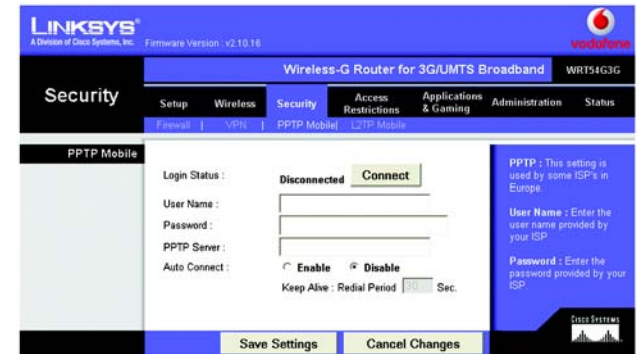 LINKSYS®
A Division of Cisco Systems, Inc.
Firmware Version : v2.10.16
vodafone
Wireless-G Router for 3G/UMTS Broadband WRT54G3G
Security
Setup Wireless Security Access Restrictions Applications & Gaming Administration Status
Firewall | VPN | PPTP Mobile| L2TP Mobile
PPTP Mobile
Login Status : Disconnected Connect
User Name :
Password :
PPTP Server :
Auto Connect : Enable Disable
Keep Alive : Redial Period 30 Sec.
PPTP : This
setting is
used by some ISP's in
Europe.
User Name : Enter the
user name provided by
your ISP
Password : Enter the
password provided by your
ISP.
CISCO SYSTEMS
Save Settings Cancel Changes